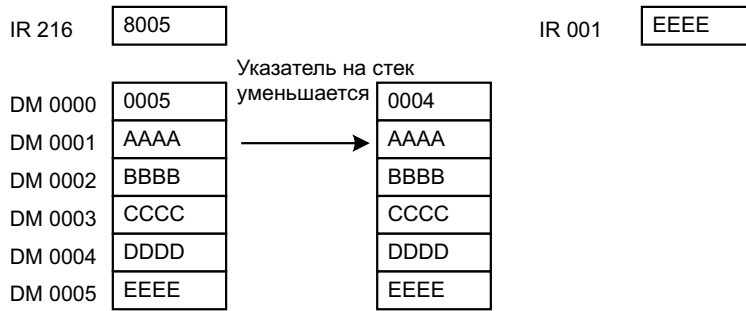 IR 216 8005 IR 001 EEEE
Указатель на стек
уменьшается
DM 0000 0005 0004
DM 0001 AAAA AAAA
DM 0002 BBBB BBBB
DM 0003 CCCC CCCC
DM 0004 DDDD DDDD
DM 0005 EEEE EEEE